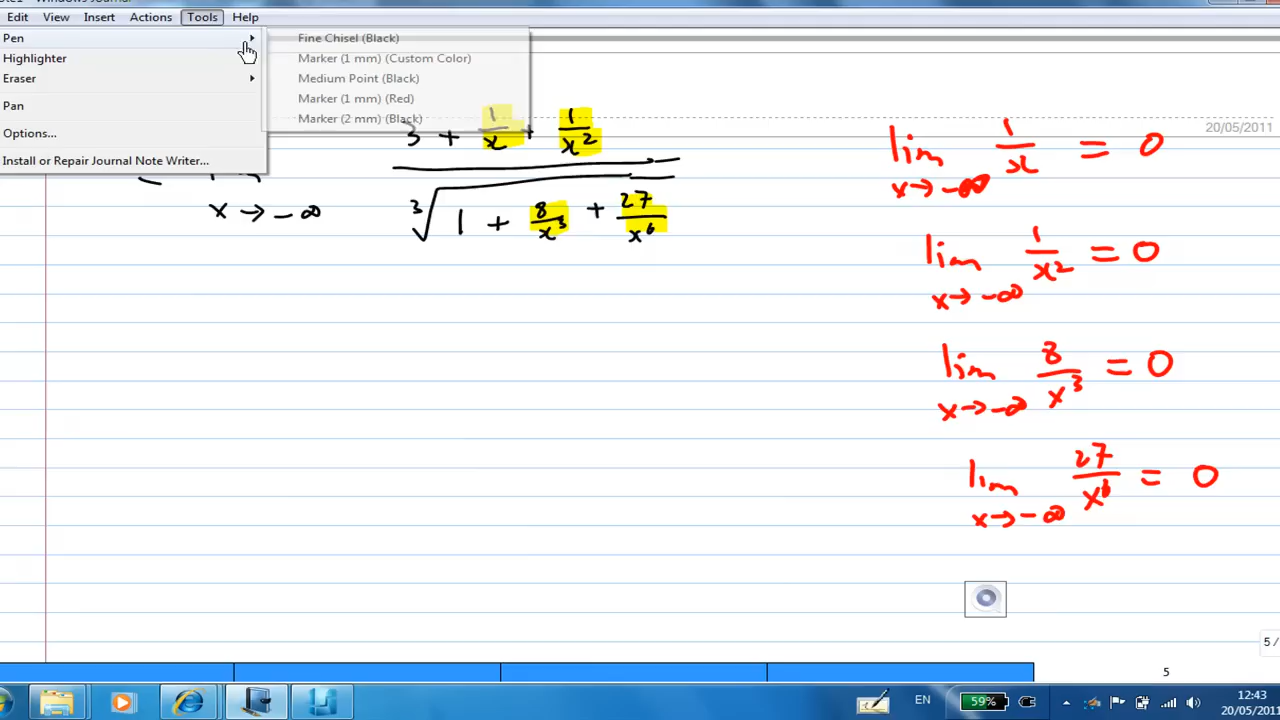 Edit View Insert Actions Tools Help
Pen
Highlighter
Eraser
Pan
Options...
Install or Repair Journal Note Writer...
Fine Chisel (Black)
Marker (1 mm) (Custom Color)
Medium Point (Black)
Marker (1 mm) (Red)
Marker (2 mm) (Black)
20/05/2011
3 + 1/x + 1/x²
x → -∞
∛ 1 + 8/x³ + 27/x⁶
lim 1/x = 0
x → -∞
lim 1/x² = 0
x → -∞
lim 8/x³ = 0
x → -∞
lim 27/x⁶ = 0
x → -∞
5 /
5
EN
59%
12:43
20/05/2011